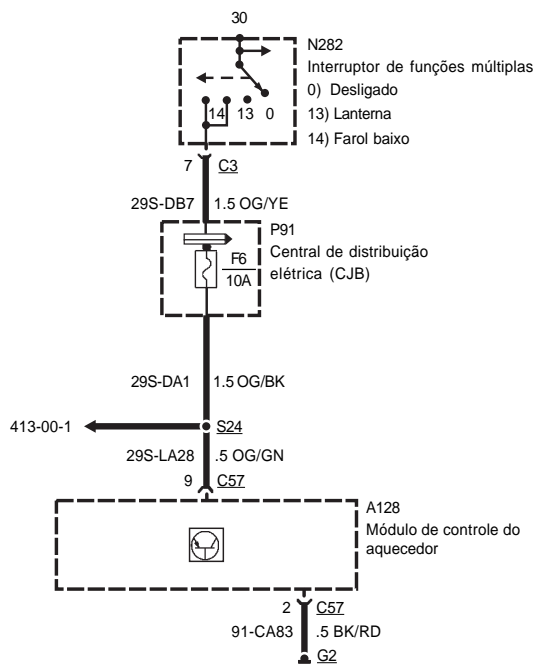 30
N282
Interruptor de funções múltiplas
0) Desligado
13) Lanterna
14) Farol baixo
14 13 0
7 C3
29S-DB7 1.5 OG/YE
P91
Central de distribuição
elétrica (CJB)
F6
10A
29S-DA1 1.5 OG/BK
413-00-1 S24
29S-LA28 .5 OG/GN
9 C57
A128
Módulo de controle do
aquecedor
2 C57
91-CA83 .5 BK/RD
G2